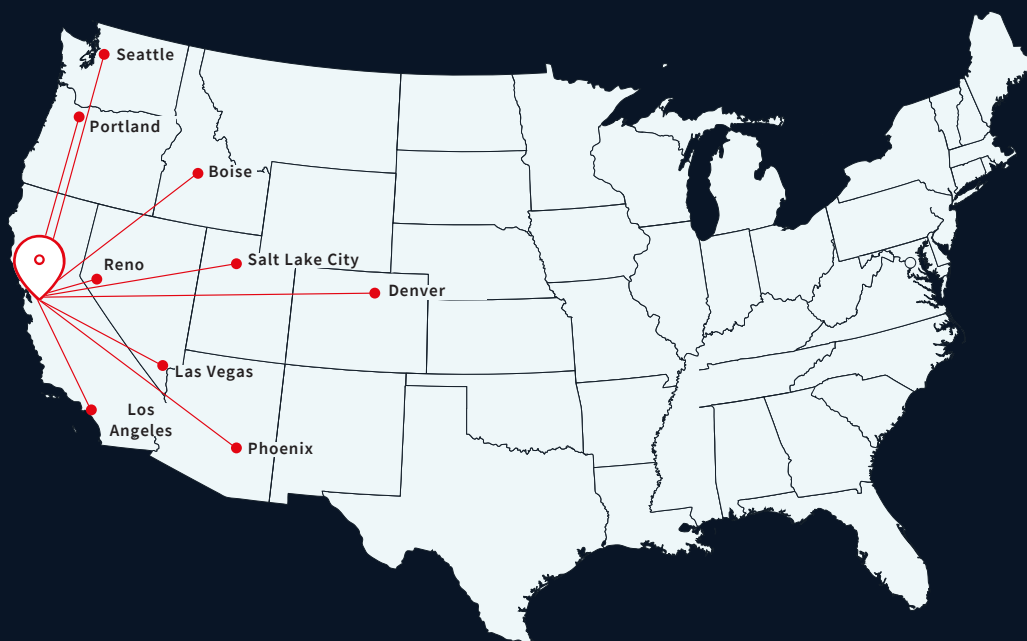 Seattle
Portland
Boise
Salt Lake City
Reno
Denver
Las Vegas
Los
Angeles
Phoenix